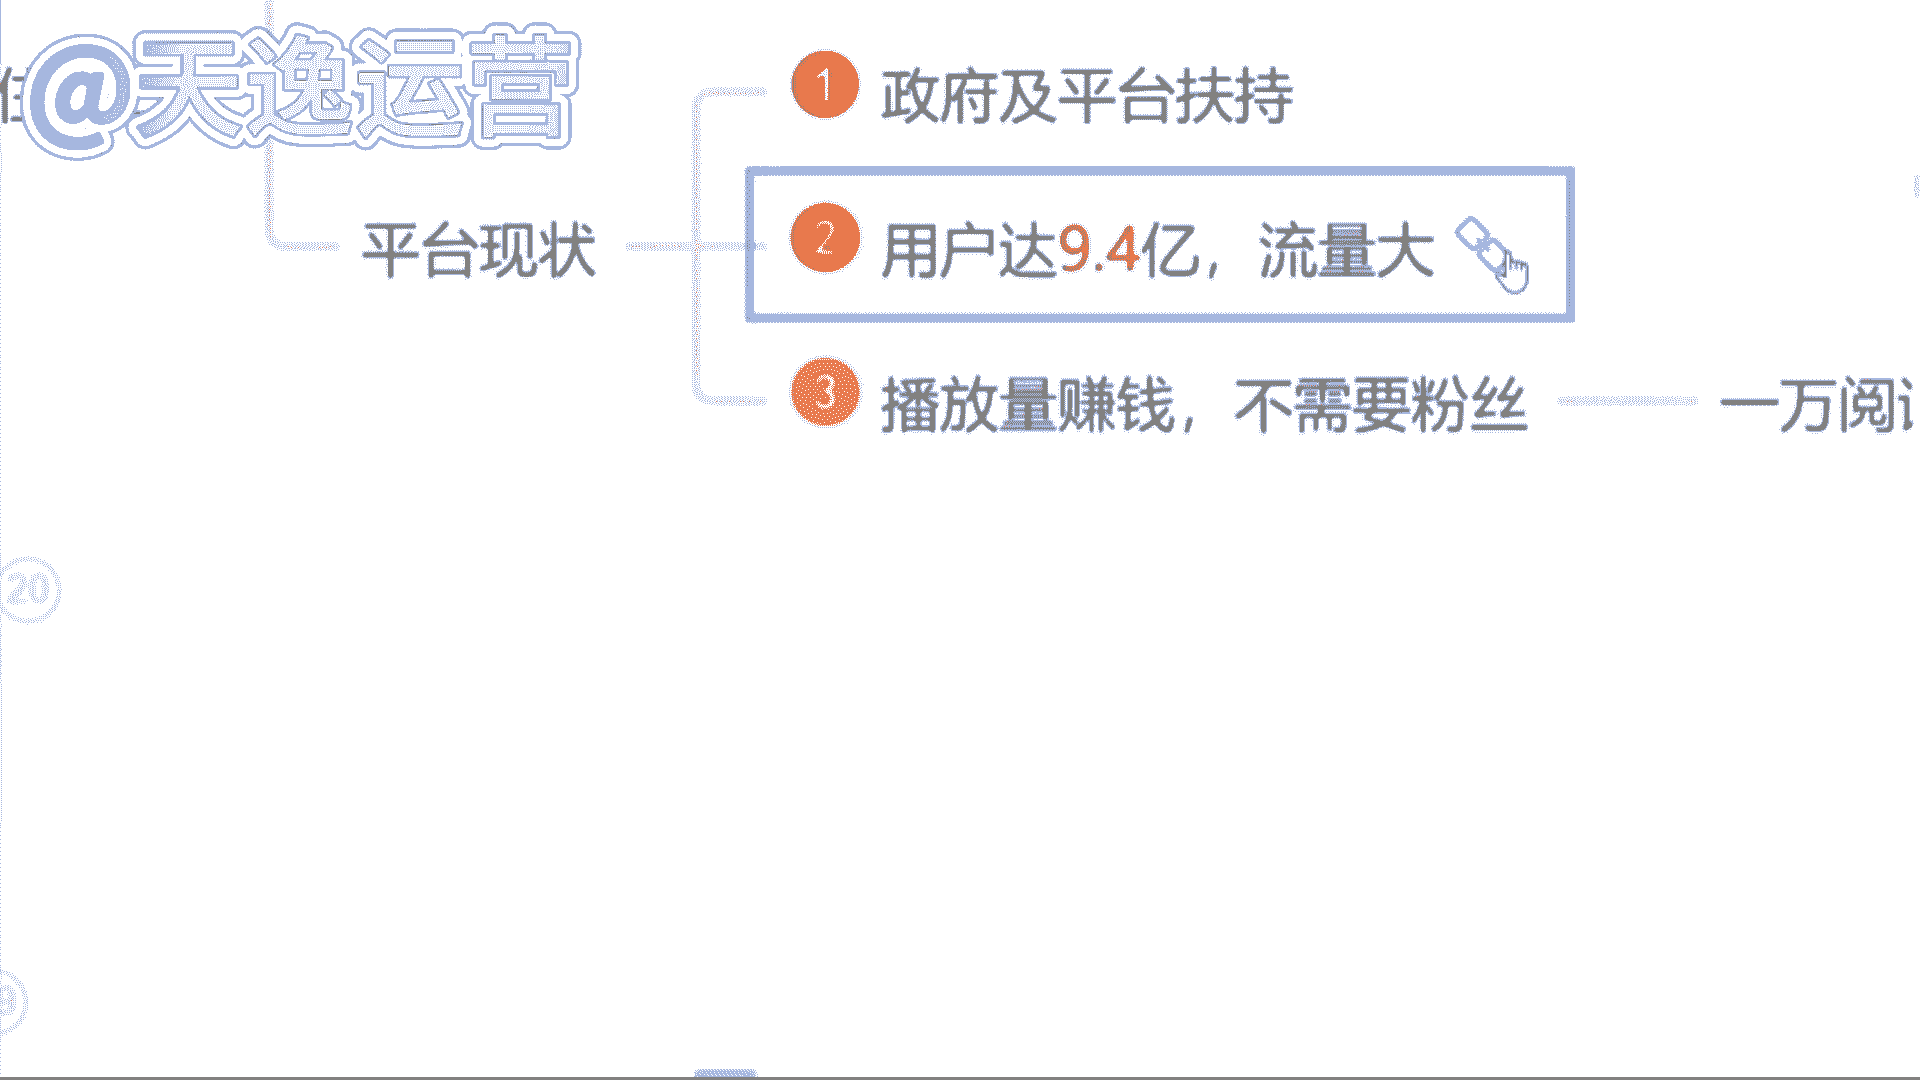 @天逸运营
平台现状
1 政府及平台扶持
2 用户达9.4亿，流量大
3 播放量赚钱，不需要粉丝
一万阅
20